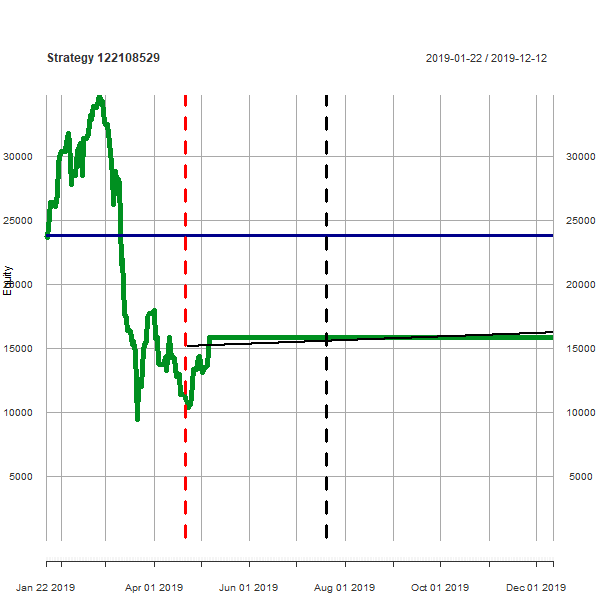 Strategy 122108529
2019-01-22 / 2019-12-12
30000
30000
25000
25000
20000
20000
Equity
15000
15000
10000
10000
5000
5000
Jan 22 2019
Apr 01 2019
Jun 01 2019
Aug 01 2019
Oct 01 2019
Dec 01 2019